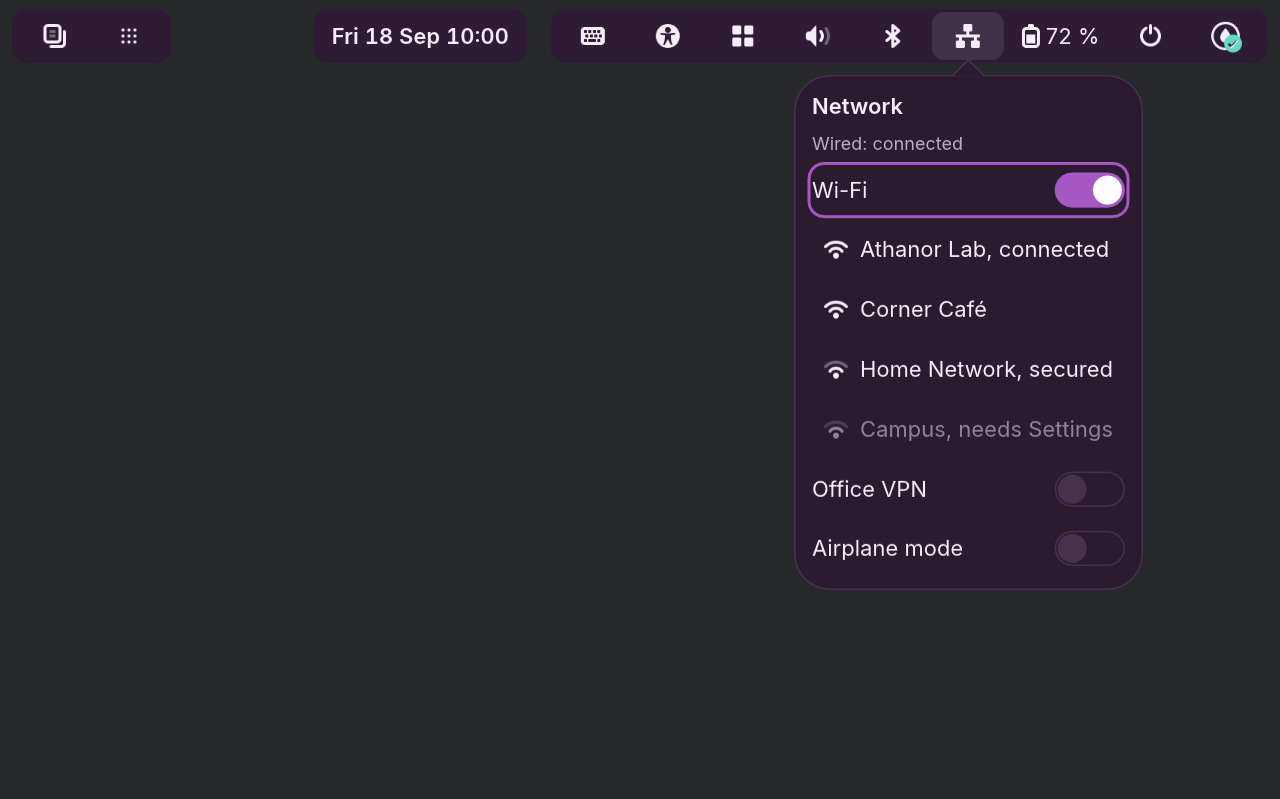 Fri 18 Sep 10:00
72 %
Network
Wired: connected
Wi-Fi
Athanor Lab, connected
Corner Café
Home Network, secured
Campus, needs Settings
Office VPN
Airplane mode